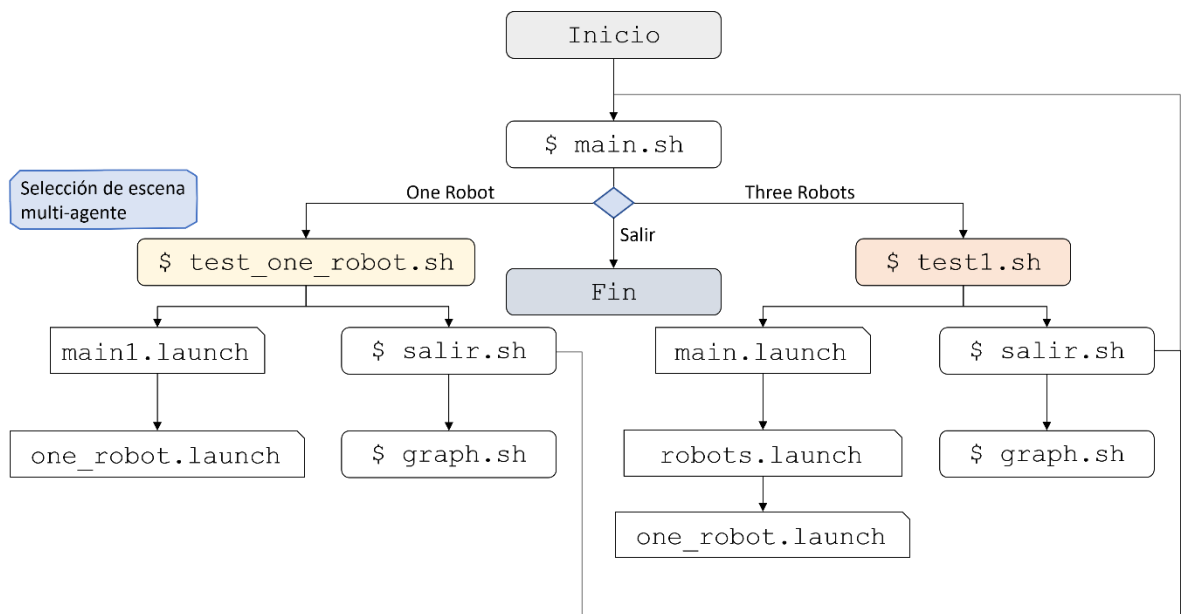 Inicio
$ main.sh
Selección de escena
multi-agente
One Robot
Three Robots
Salir
$ test_one_robot.sh
$ test1.sh
Fin
main1.launch
$ salir.sh
main.launch
$ salir.sh
one_robot.launch
$ graph.sh
robots.launch
$ graph.sh
one_robot.launch